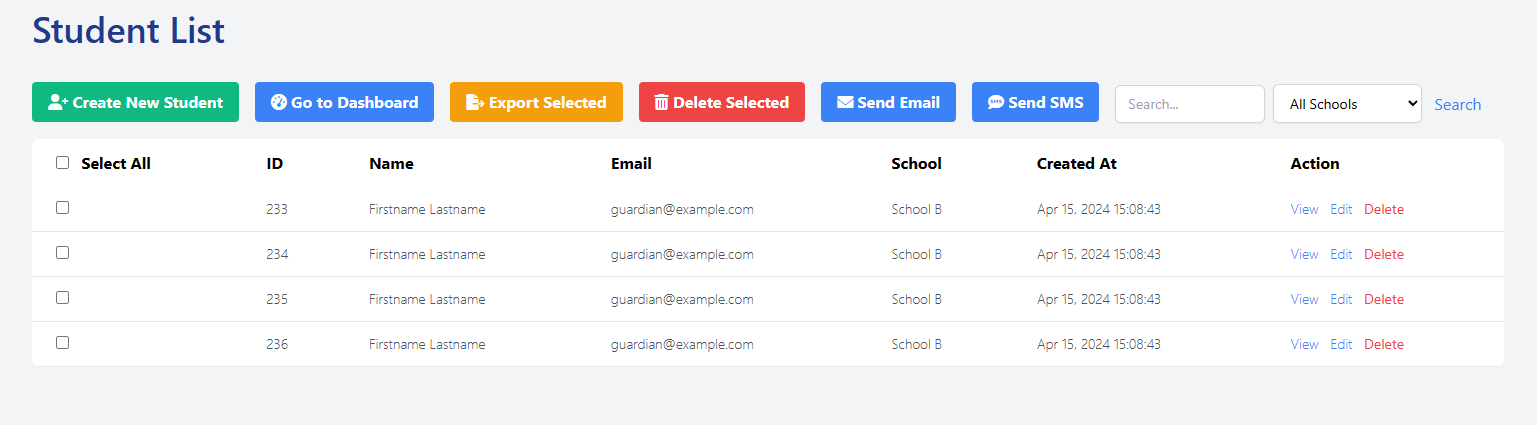 Student List
Create New Student Go to Dashboard Export Selected Delete Selected Send Email SMS Send SMS Search... All Schools Search
Select All ID Name Email School Created At Action
233 Firstname Lastname guardian@example.com School B Apr 15, 2024 15:08:43 View Edit Delete
234 Firstname Lastname guardian@example.com School B Apr 15, 2024 15:08:43 View Edit Delete
235 Firstname Lastname guardian@example.com School B Apr 15, 2024 15:08:43 View Edit Delete
236 Firstname Lastname guardian@example.com School B Apr 15, 2024 15:08:43 View Edit Delete